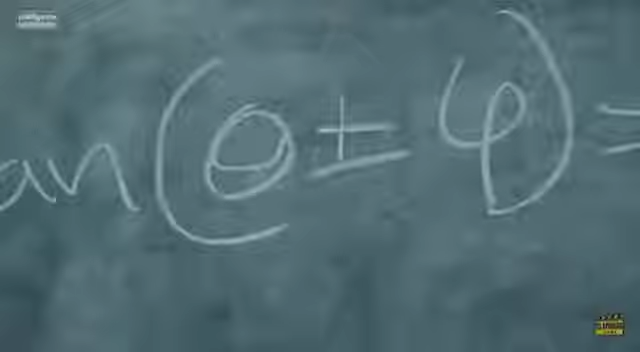 an(θ ± φ) =